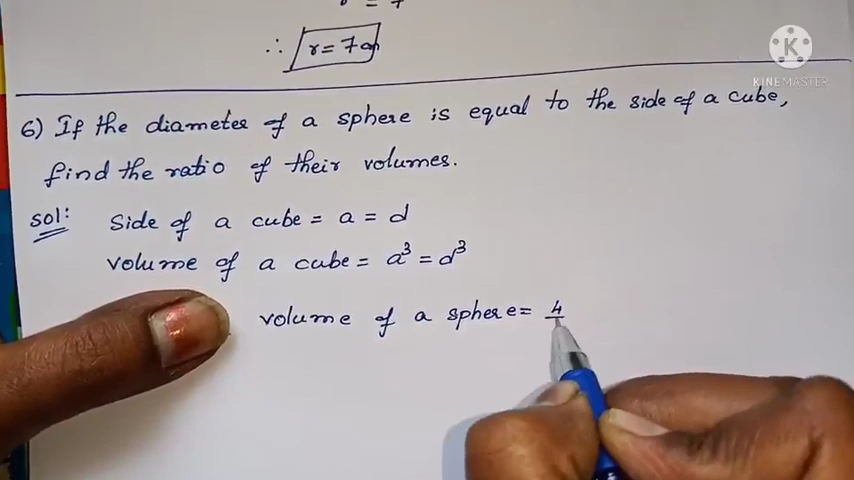 r = 7
∴ r = 7cm
KINEMASTER
6) If the diameter of a sphere is equal to the side of a cube,
find the ratio of their volumes.
Sol: Side of a cube = a = d
volume of a cube = a³ = d³
volume of a sphere = 4